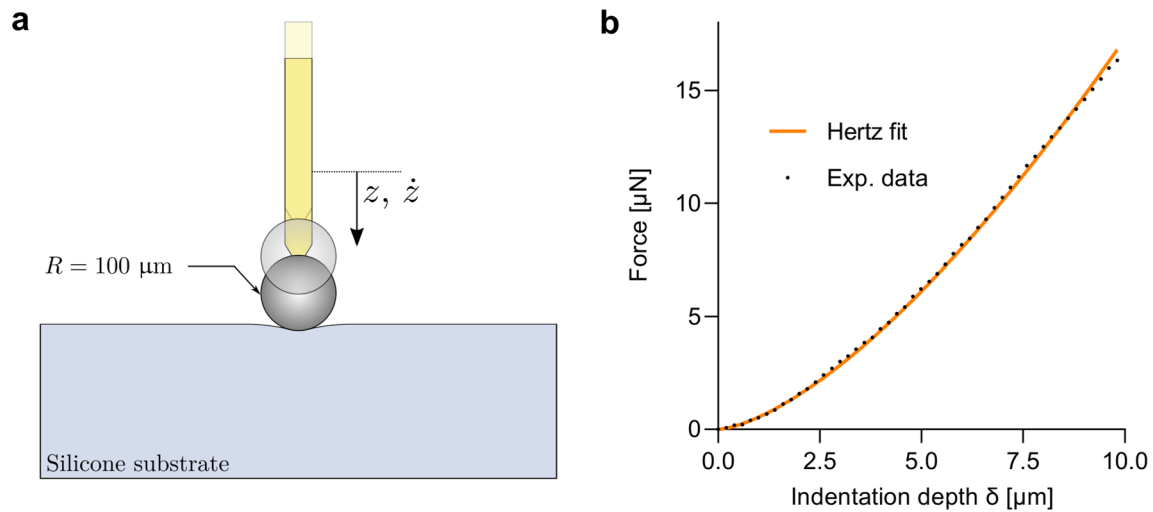 a
z, ż
R = 100 µm
Silicone substrate
b
Force [µN]
15
10
5
0
Hertz fit
Exp. data
0.0 2.5 5.0 7.5 10.0
Indentation depth δ [µm]